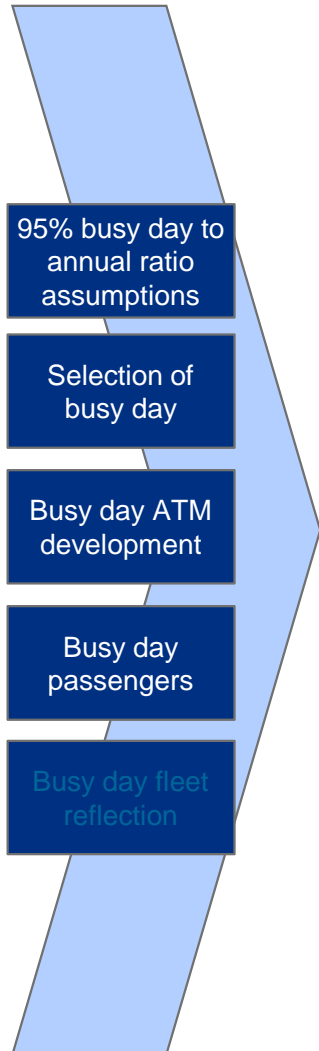 95% busy day to
annual ratio
assumptions
Selection of
busy day
Busy day ATM
development
Busy day
passengers
Busy day fleet
reflection